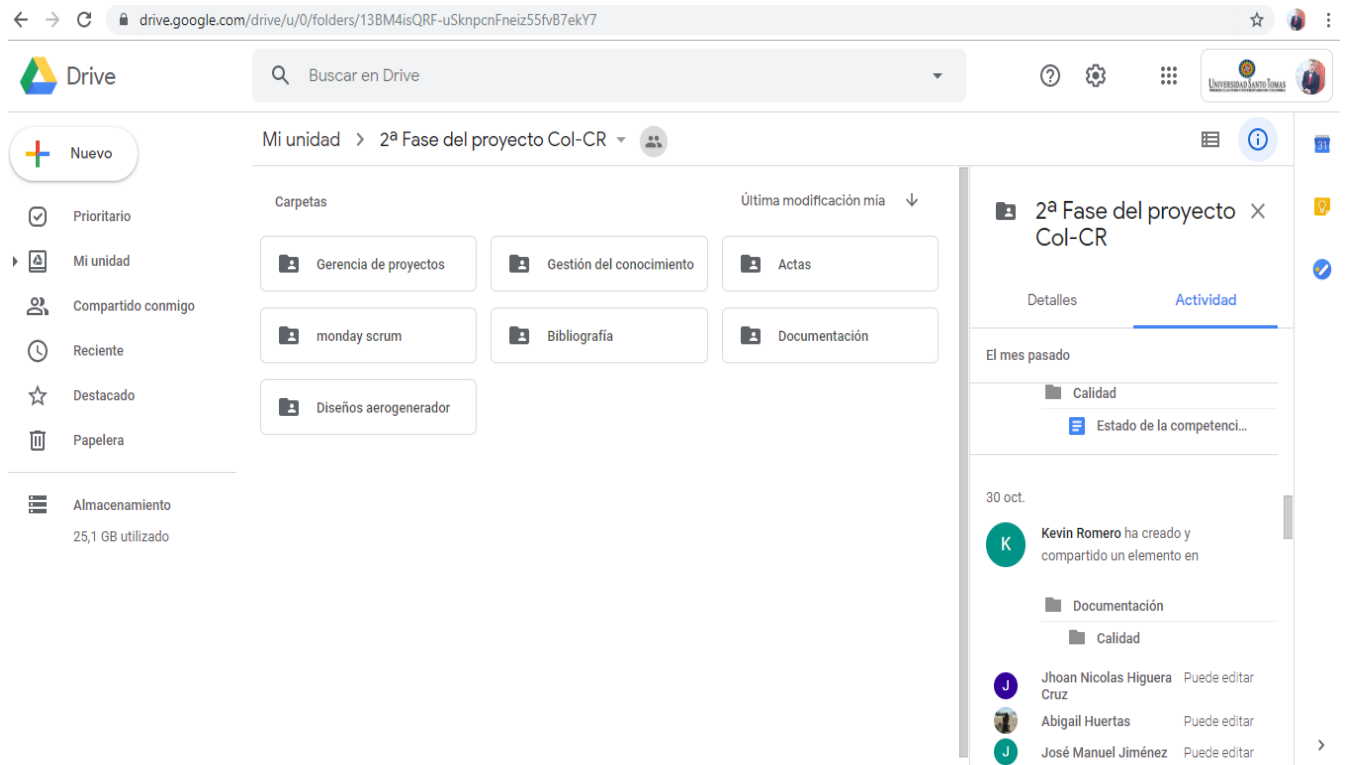 drive.google.com/drive/u/0/folders/13BM4isQRF-uSknpcnFneiz55fvB7ekY7
Drive
Buscar en Drive
UNIVERSIDAD SANTO TOMAS
Nuevo
Prioritario
Mi unidad
Compartido conmigo
Reciente
Destacado
Papelera
Almacenamiento
25,1 GB utilizado
Mi unidad > 2ª Fase del proyecto Col-CR
Carpetas
Última modificación mía
Gerencia de proyectos
Gestión del conocimiento
Actas
monday scrum
Bibliografía
Documentación
Diseños aerogenerador
2ª Fase del proyecto
Col-CR
Detalles
Actividad
El mes pasado
Calidad
Estado de la competenci...
30 oct.
K
Kevin Romero ha creado y
compartido un elemento en
Documentación
Calidad
J
Jhoan Nicolas Higuera Puede editar
Cruz
Abigail Huertas Puede editar
J
José Manuel Jiménez Puede editar
31